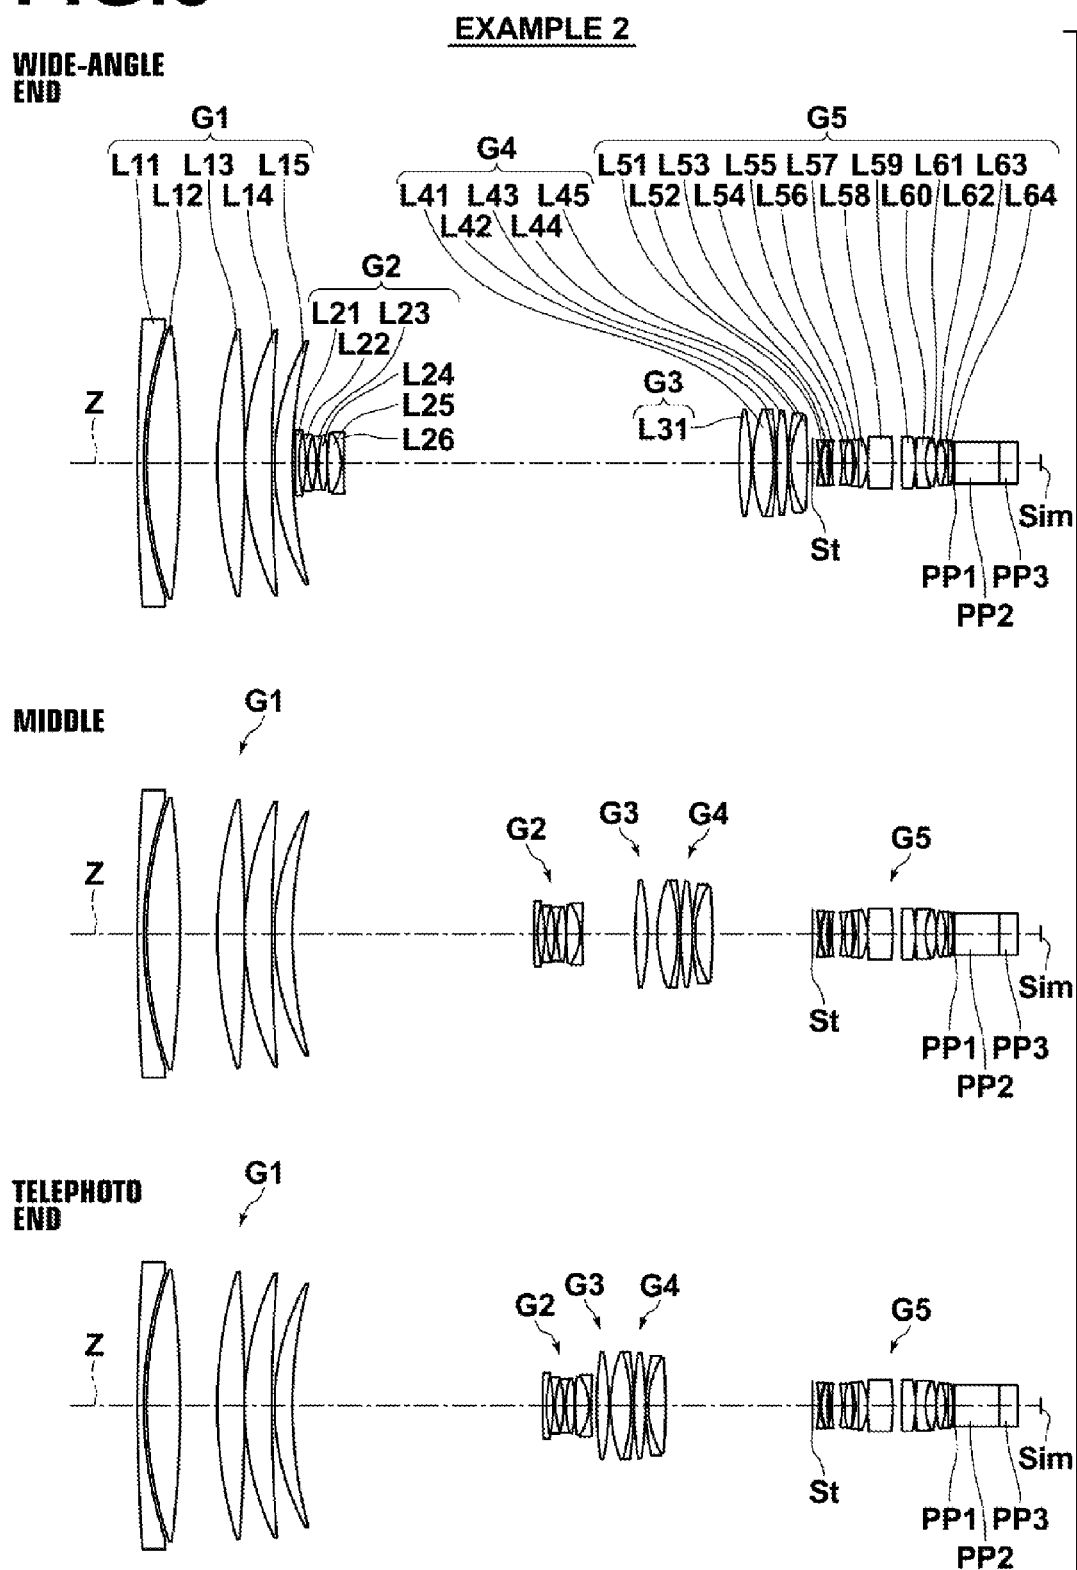 EXAMPLE 2
WIDE-ANGLE
END
G1
G5
G4
L11 L13 L15
L51 L53 L55 L57 L59 L61 L63
L12 L14
L41 L43 L45
L52 L54 L56 L58 L60 L62 L64
L42 L44
G2
L21 L23
L22
L24
G3
L25
Z
L31
L26
Sim
St
PP1 PP3
PP2
G1
MIDDLE
G3 G4
G2
G5
Z
Sim
St
PP1 PP3
PP2
G1
TELEPHOTO
END
G3 G4
G2
G5
Z
Sim
St
PP1 PP3
PP2